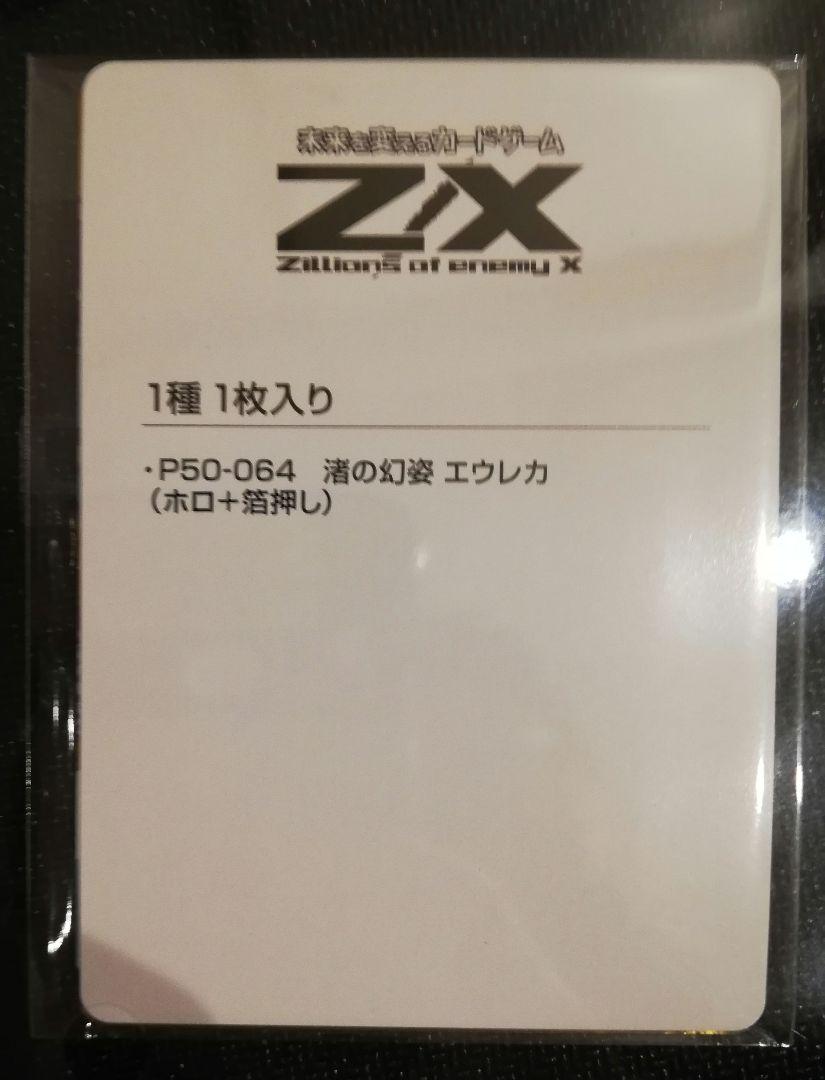 未来を変えるカードゲーム
Z/X
Zillions of enemy X
1種 1枚入り
・P50-064 渚の幻姿 エウレカ
（ホロ＋箔押し）